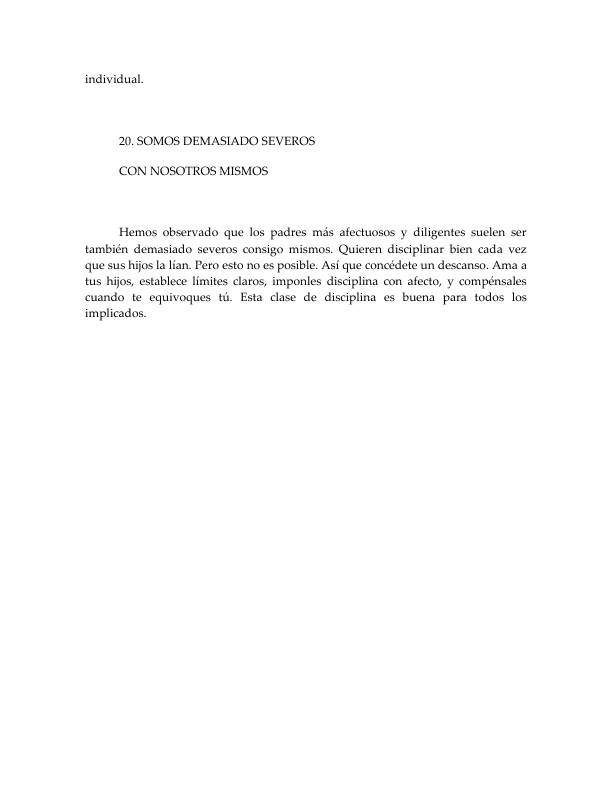 individual.
20. SOMOS DEMASIADO SEVEROS
CON NOSOTROS MISMOS
Hemos observado que los padres más afectuosos y diligentes suelen ser
también demasiado severos consigo mismos. Quieren disciplinar bien cada vez
que sus hijos la lían. Pero esto no es posible. Así que concédete un descanso. Ama a
tus hijos, establece límites claros, imponles disciplina con afecto, y compénsales
cuando te equivoques tú. Esta clase de disciplina es buena para todos los
implicados.